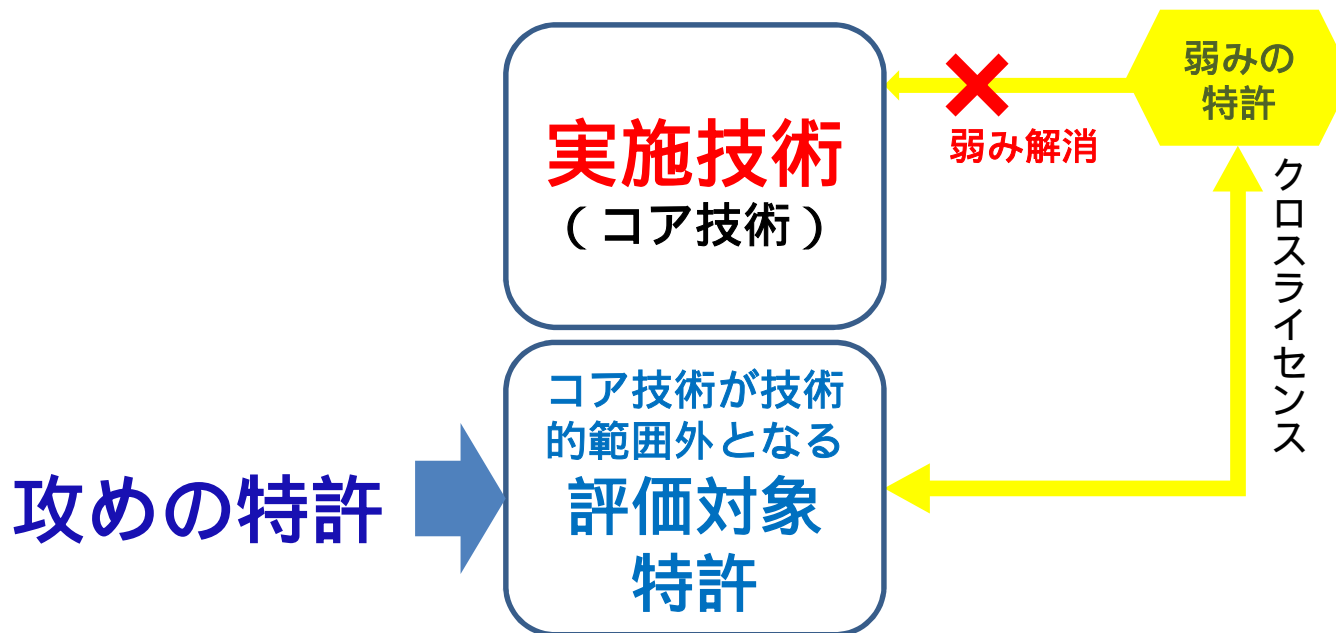 実施技術
(コア技術)
弱みの
特許
弱み解消
クロスライセンス
攻めの特許
コア技術が技術
的範囲外となる
評価対象
特許